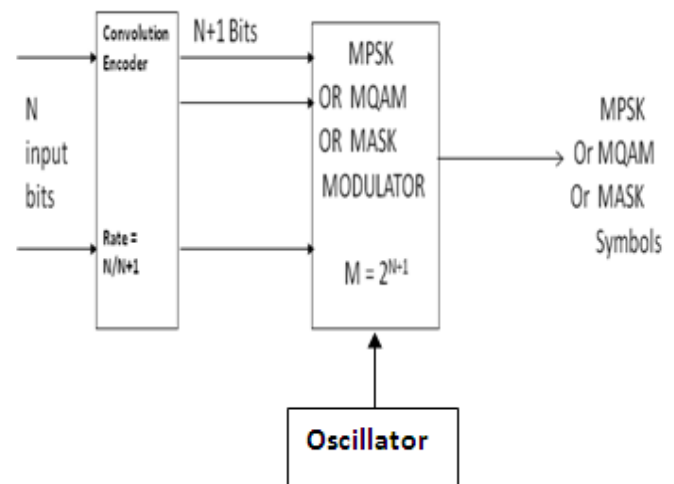 N
input
bits
Convolution
Encoder
Rate =
N/N+1
N+1 Bits
MPSK
OR MQAM
OR MASK
MODULATOR
M = 2^{N+1}
MPSK
Or MQAM
Or MASK
Symbols
Oscillator